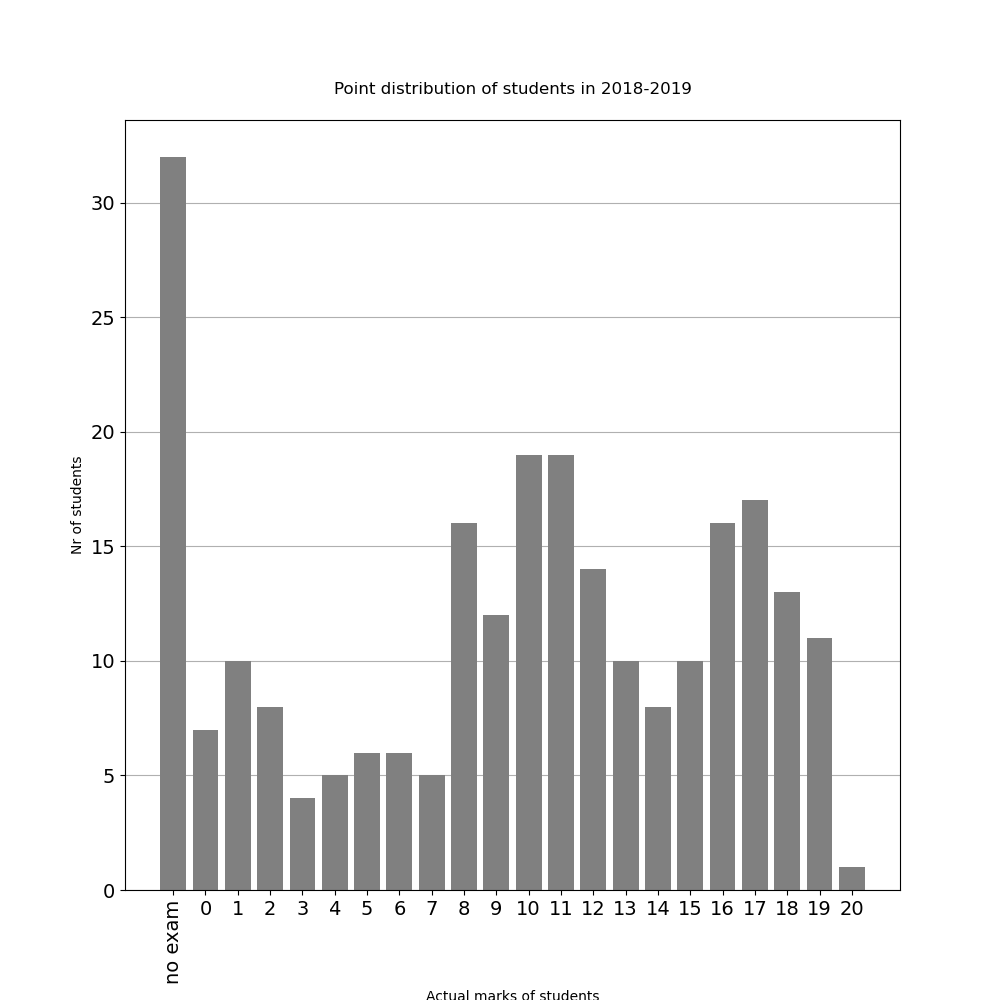 Point distribution of students in 2018-2019
30
25
20
15
10
5
0
Nr of students
no exam 0 1 2 3 4 5 6 7 8 9 10 11 12 13 14 15 16 17 18 19 20
Actual marks of students